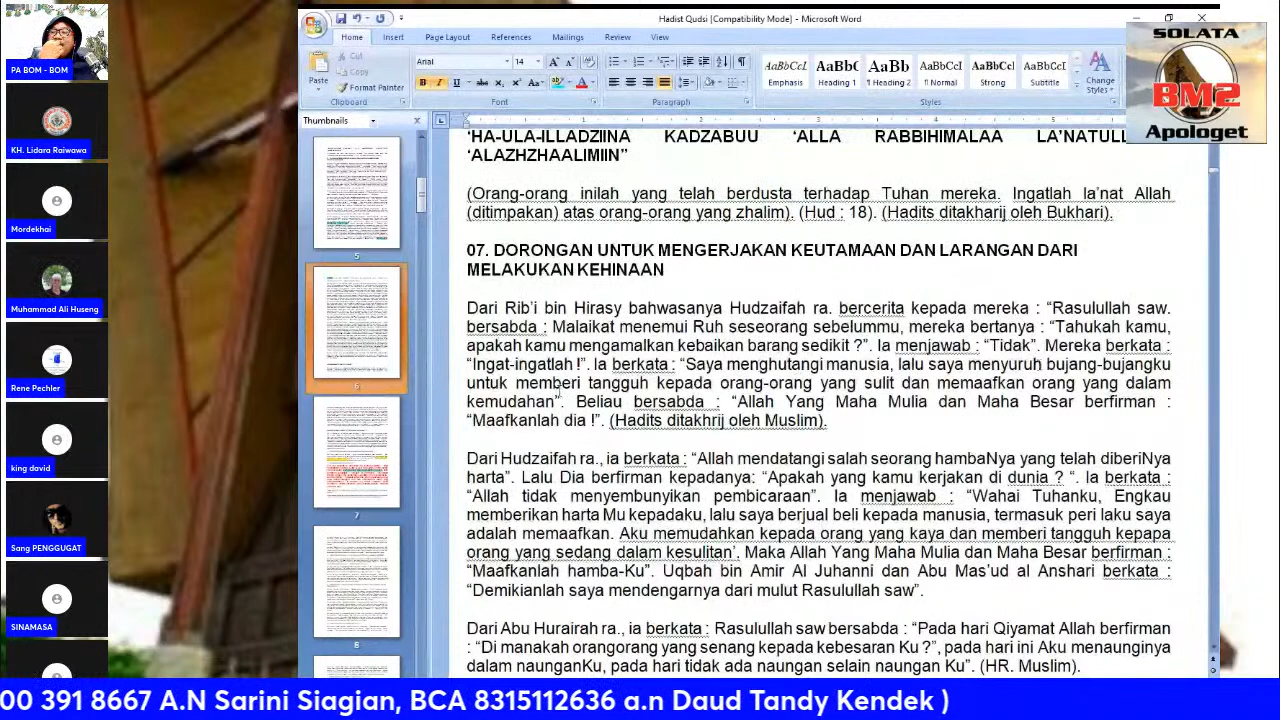 PA BOM - BOM
KH. Lidara Raiwawa
Mordekhai
Muhammad Ali Huseng
Rene Pechler
king david
Sang PENGGUGAT
SINAMASA
Hadist Qudsi [Compatibility Mode] - Microsoft Word
Home Insert Page Layout References Mailings Review View
Paste
Cut
Copy
Format Painter
Clipboard
Arial 14
Font
Paragraph
AaBbCcL AaBbC AaBb AaBbCcI AaBbCc AaBbCcI
Emphasis Heading 1 ¶ Heading 2 ¶ Normal Strong Subtitle
Change
Styles
Styles
SOLATA
BM2
Apologet
Thumbnails
5
6
7
8
'HA-ULA-ILLADZIINA KADZABUU 'ALLA RABBIHIMALAA LA'NATULL
'ALAZHZHAALIMIIN"
(Orang-orang inilah yang telah berdusta terhadap Tuhan mereka. Ingatlah la'nat Allah
(ditimpakan) atas orang-orang yang zhalim. (Hud : 18). (Hadits ditakharij oleh Bukhari).
07. DORONGAN UNTUK MENGERJAKAN KEUTAMAAN DAN LARANGAN DARI
MELAKUKAN KEHINAAN
Dari Rib'i bin Hirasy bahwasanya Hudzaifah ra. bercerita kepada mereka : "Rasulullah saw.
bersabda : Malaikat menemui Ruh seseorang sebelummu, mereka bertanya : "Tentukah kamu,
apakah kamu mengamalkan kebaikan barang sedikit ?". Ia menjawab : "Tidak". Mereka berkata :
"Ingat-ingatlah !". Ia berkata : "Saya menghutangi manusia, lalu saya menyuruh bujang-bujangku
untuk memberi tangguh kepada orang-orang yang sulit dan memaafkan orang yang dalam
kemudahan". Beliau bersabda : "Allah Yang Maha Mulia dan Maha Besar berfirman :
"Maafkanlah dia !". (Hadits ditakhrij oleh Muslim).
Dari Hudzaifah ra., Ia berkata : "Allah mendatangi salah seorang hambaNya yang telah diberiNya
harta". Lalu Dia berfirman kepadanya: "Apakah yang kamu kerjakan di dunia ? ". Ia berkata :
"Allah tidak menyembunyikan pembicaraan". Ia menjawab : "Wahai Tuhanku, Engkau
memberikan harta Mu kepadaku, lalu saya berjual beli kepada manusia, termasuk peri laku saya
adalah memaafkan. Aku memudahkan kepada orang yang kaya dan memberi tangguh kepapa
orang yang sedang dalam kesulitan'. Maka Allah Yang Maha Mulia dan Maha Besar berfirman :
"Maafkanlah hamba-Ku". Uqbah bin Amir Al Juhanni dan Abu Mas'ud al Anshari berkata :
"Demikianlah saya mendengarnya dari mulut Rasulullah saw".
Dari Abu Hurairah ra., ia berkata : Rasulullah saw bersabda : "Pada hari Qiyamat Allah berfirman
: "Di manakah orangorang yang senang kepada kebesaran Ku ?", pada hari ini Aku menaunginya
dalam naunganKu, pada hari tidak ada naungan selain naungan Ku". (HR. Muslim).
00 391 8667 A.N Sarini Siagian, BCA 8315112636 a.n Daud Tandy Kendek )